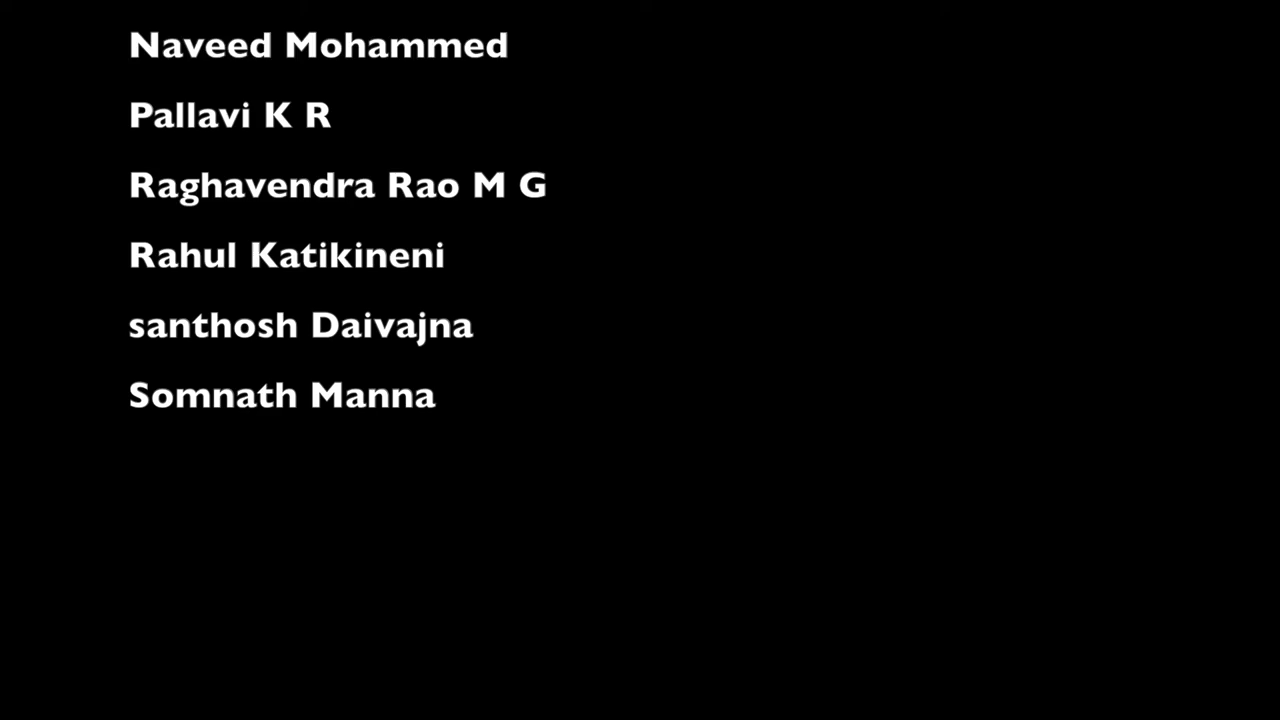 Naveed Mohammed
Pallavi K R
Raghavendra Rao M G
Rahul Katikineni
santhosh Daivajna
Somnath Manna